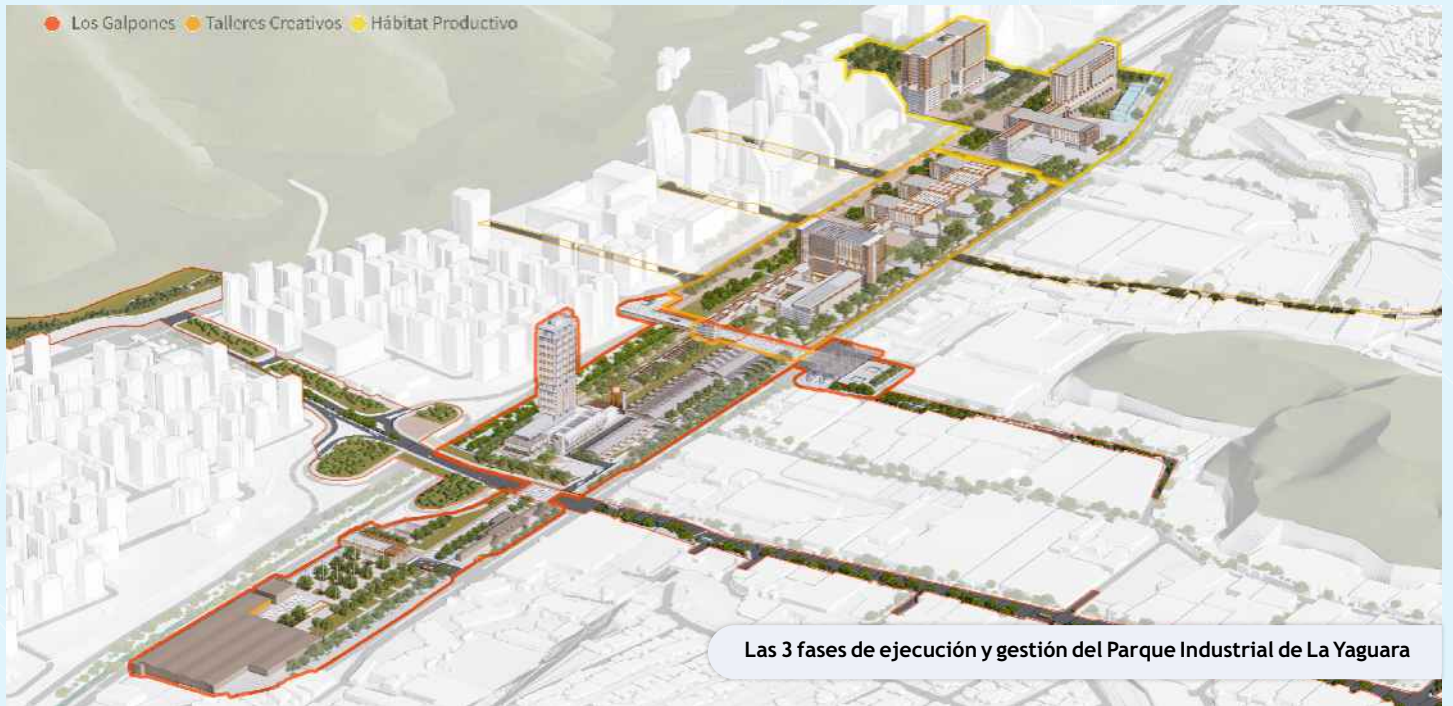 Los Galpones Talleres Creativos Hábitat Productivo
Las 3 fases de ejecución y gestión del Parque Industrial de La Yaguara